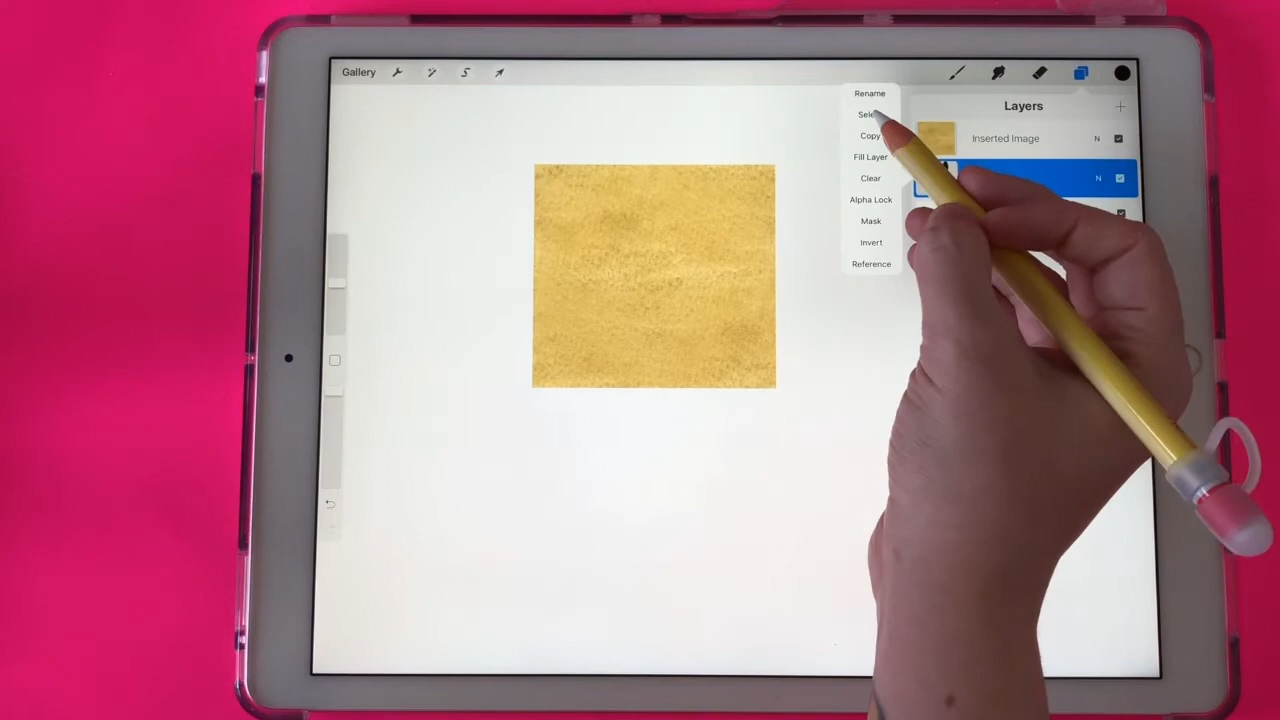 Gallery
Rename
Layers
Copy
Inserted Image N
Fill Layer
Clear
N
Alpha Lock
Mask
Invert
Reference